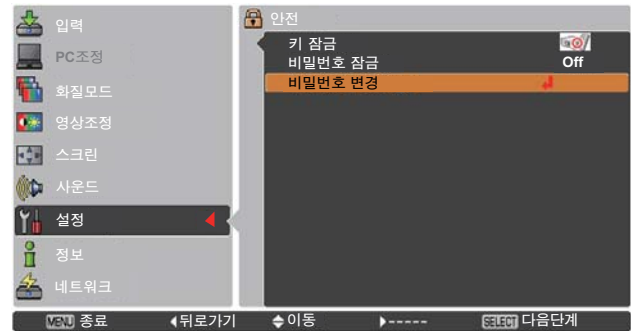 입력
PC조정
화질모드
영상조정
스크린
사운드
설정
정보
네트워크
안전
키 잠금
비밀번호 잠금 Off
비밀번호 변경
MENU 종료 뒤로가기 이동 ----- SELECT 다음단계